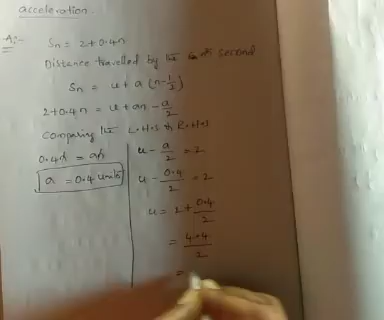 acceleration.
A:- Sn = 2+0.4n
Distance travelled by the nth second
Sn = u + a (n - 1/2)
2+0.4n = u + an - a/2
Comparing the L.H.S & R.H.S
0.4n = an
a = 0.4 units
u - a/2 = 2
u - 0.4/2 = 2
u = 2 + 0.4/2
= 4.4/2
=